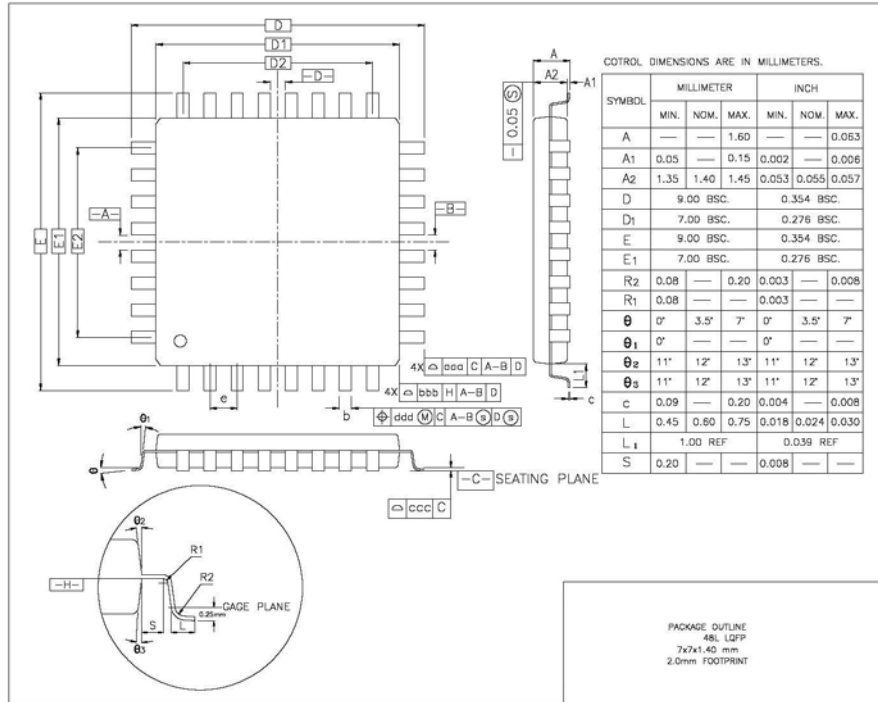 D
D1
D2
-D-
A
A2
A1
0.05 Ⓢ
E
E1
E2
-A-
-B-
4X ⌓ aaa C A-B D
4X ⌓ bbb H A-B D
⌖ ddd Ⓜ C A-B Ⓢ D Ⓢ
e
b
L1
c
θ1
θ
-C- SEATING PLANE
⌓ ccc C
θ2
R1
R2
-H-
GAGE PLANE
0.25mm
S
L
θ3
COTROL DIMENSIONS ARE IN MILLIMETERS.
SYMBOL MILLIMETER INCH
MIN. NOM. MAX. MIN. NOM. MAX.
A — — 1.60 — — 0.063
A1 0.05 — 0.15 0.002 — 0.006
A2 1.35 1.40 1.45 0.053 0.055 0.057
D 9.00 BSC. 0.354 BSC.
D1 7.00 BSC. 0.276 BSC.
E 9.00 BSC. 0.354 BSC.
E1 7.00 BSC. 0.276 BSC.
R2 0.08 — 0.20 0.003 — 0.008
R1 0.08 — — 0.003 — —
θ 0° 3.5° 7° 0° 3.5° 7°
θ1 0° — — 0° — —
θ2 11° 12° 13° 11° 12° 13°
θ3 11° 12° 13° 11° 12° 13°
c 0.09 — 0.20 0.004 — 0.008
L 0.45 0.60 0.75 0.018 0.024 0.030
L1 1.00 REF 0.039 REF
S 0.20 — — 0.008 — —
PACKAGE OUTLINE
48L LQFP
7x7x1.40 mm
2.0mm FOOTPRINT